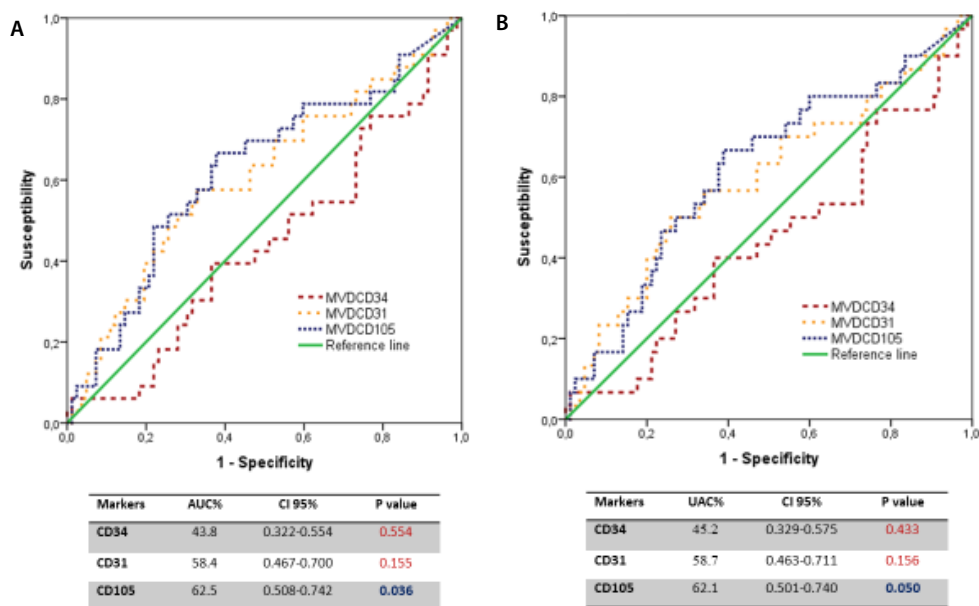 A
1,0
0,8
0,6
0,4
0,2
0,0
Susceptibility
MVDCD34
MVDCD31
MVDCD105
Reference line
0,0 0,2 0,4 0,6 0,8 1,0
1 - Specificity
Markers AUC% CI 95% P value
CD34 43.8 0.322-0.554 0.554
CD31 58.4 0.467-0.700 0.155
CD105 62.5 0.508-0.742 0.036
B
1,0
0,8
0,6
0,4
0,2
0,0
Susceptibility
MVDCD34
MVDCD31
MVDCD105
Reference line
0,0 0,2 0,4 0,6 0,8 1,0
1 - Specificity
Markers UAC% CI 95% P value
CD34 45.2 0.329-0.575 0.433
CD31 58.7 0.463-0.711 0.156
CD105 62.1 0.501-0.740 0.050